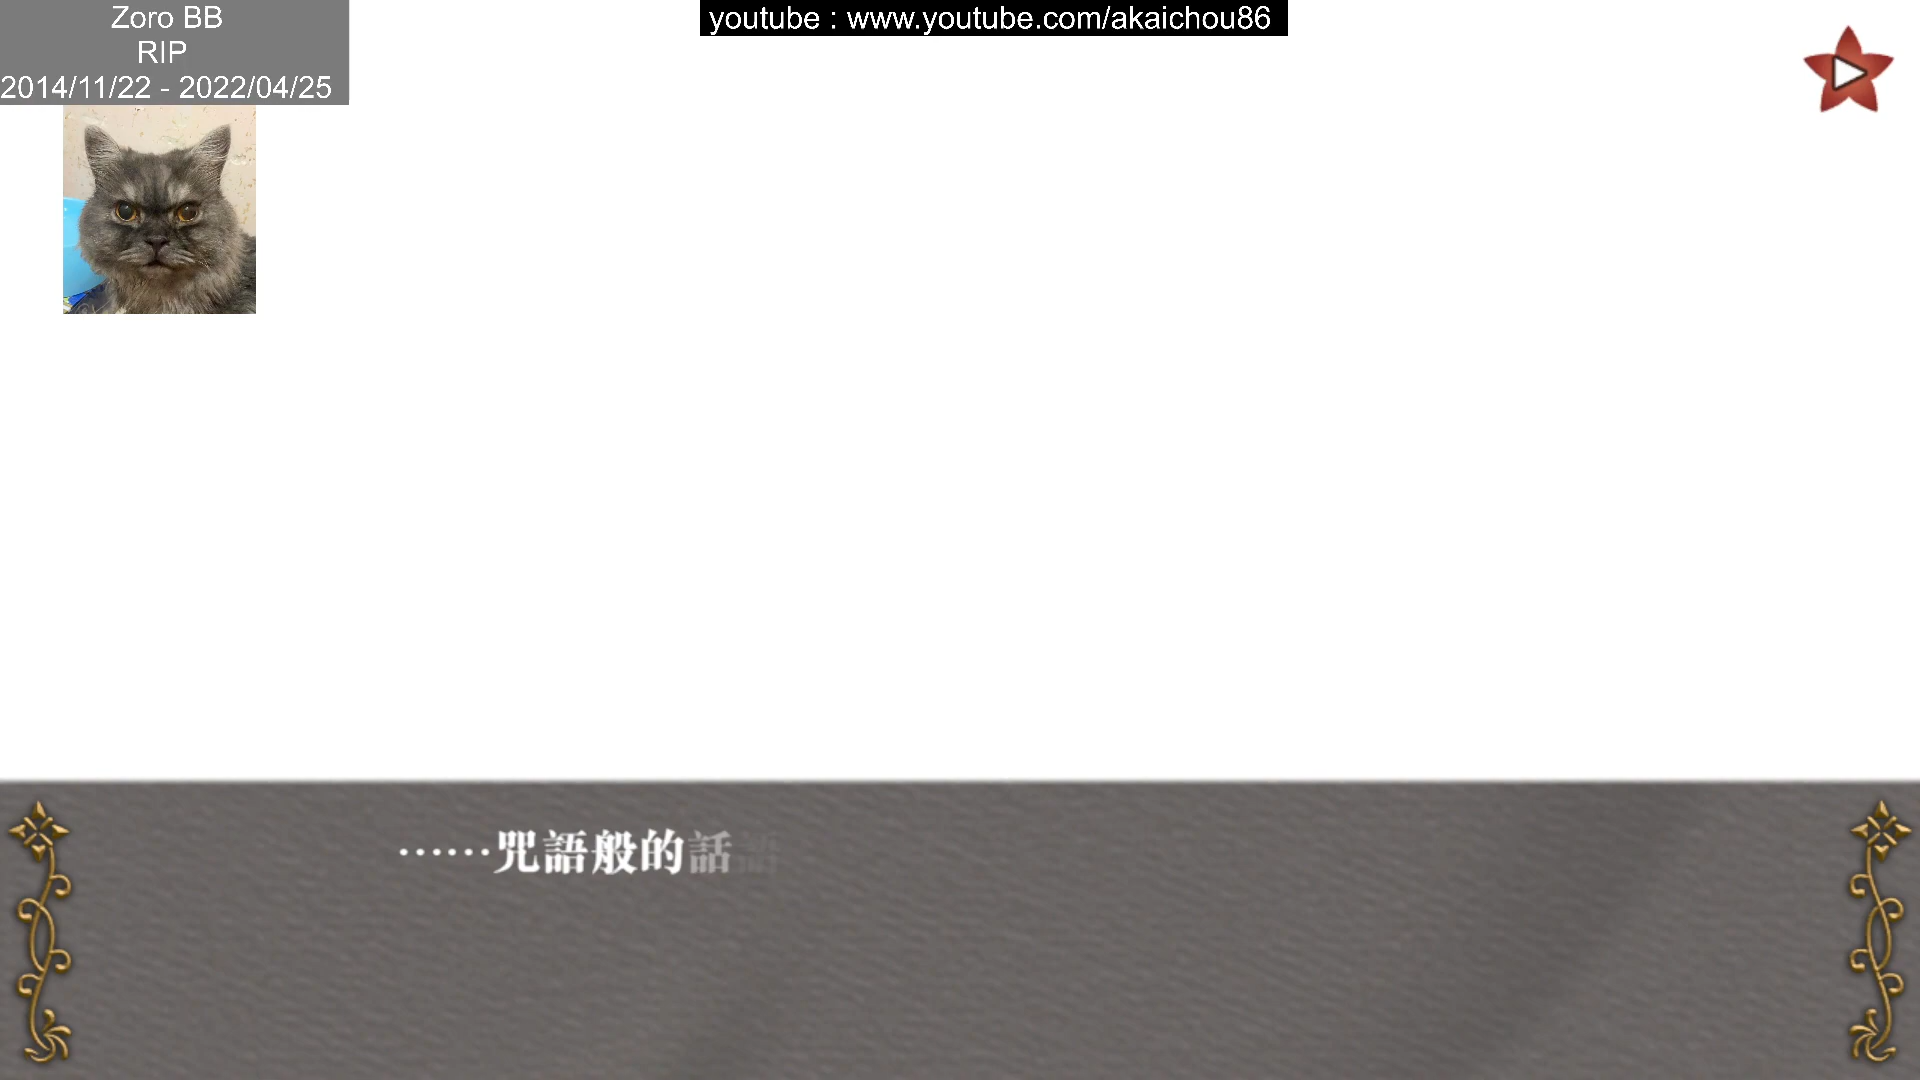 Zoro BB
RIP
2014/11/22 - 2022/04/25
youtube : www.youtube.com/akaichou86
······咒語般的話語